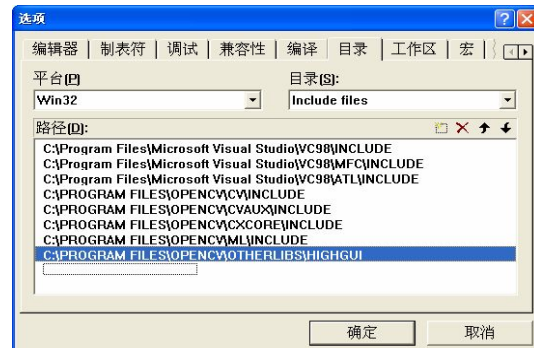 选项
编辑器 制表符 调试 兼容性 编译 目录 工作区 宏
平台(P) 目录(S):
Win32 Include files
路径(D):
C:\Program Files\Microsoft Visual Studio\VC98\INCLUDE
C:\Program Files\Microsoft Visual Studio\VC98\MFC\INCLUDE
C:\Program Files\Microsoft Visual Studio\VC98\ATL\INCLUDE
C:\PROGRAM FILES\OPENCV\CV\INCLUDE
C:\PROGRAM FILES\OPENCV\CVAUX\INCLUDE
C:\PROGRAM FILES\OPENCV\CXCORE\INCLUDE
C:\PROGRAM FILES\OPENCV\ML\INCLUDE
C:\PROGRAM FILES\OPENCV\OTHERLIBS\HIGHGUI
确定 取消